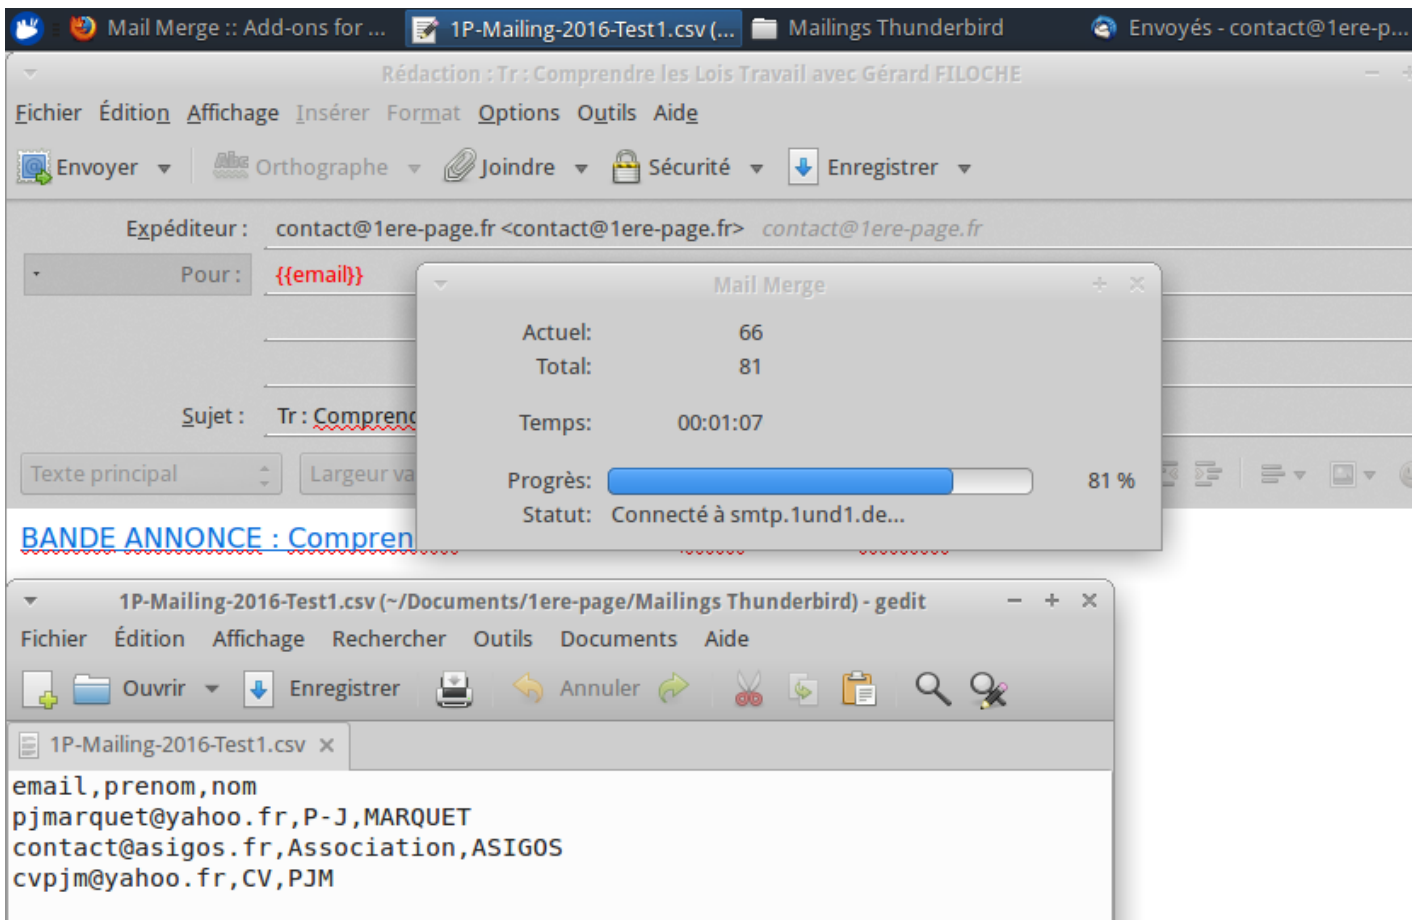 Mail Merge :: Add-ons for ... 1P-Mailing-2016-Test1.csv (... Mailings Thunderbird Envoyés - contact@1ere-p...
Rédaction : Tr : Comprendre les Lois Travail avec Gérard FILOCHE
Fichier Édition Affichage Insérer Format Options Outils Aide
Envoyer Abc Orthographe Joindre Sécurité Enregistrer
Expéditeur : contact@1ere-page.fr <contact@1ere-page.fr> contact@1ere-page.fr
Pour : {{email}}
Mail Merge
Actuel: 66
Total: 81
Sujet : Tr : Comprend
Temps: 00:01:07
Texte principal Largeur va
Progrès: 81 %
Statut: Connecté à smtp.1und1.de...
BANDE ANNONCE : Compren
1P-Mailing-2016-Test1.csv (~/Documents/1ere-page/Mailings Thunderbird) - gedit
Fichier Édition Affichage Rechercher Outils Documents Aide
Ouvrir Enregistrer Annuler
1P-Mailing-2016-Test1.csv
email,prenom,nom
pjmarquet@yahoo.fr,P-J,MARQUET
contact@asigos.fr,Association,ASIGOS
cvpjm@yahoo.fr,CV,PJM